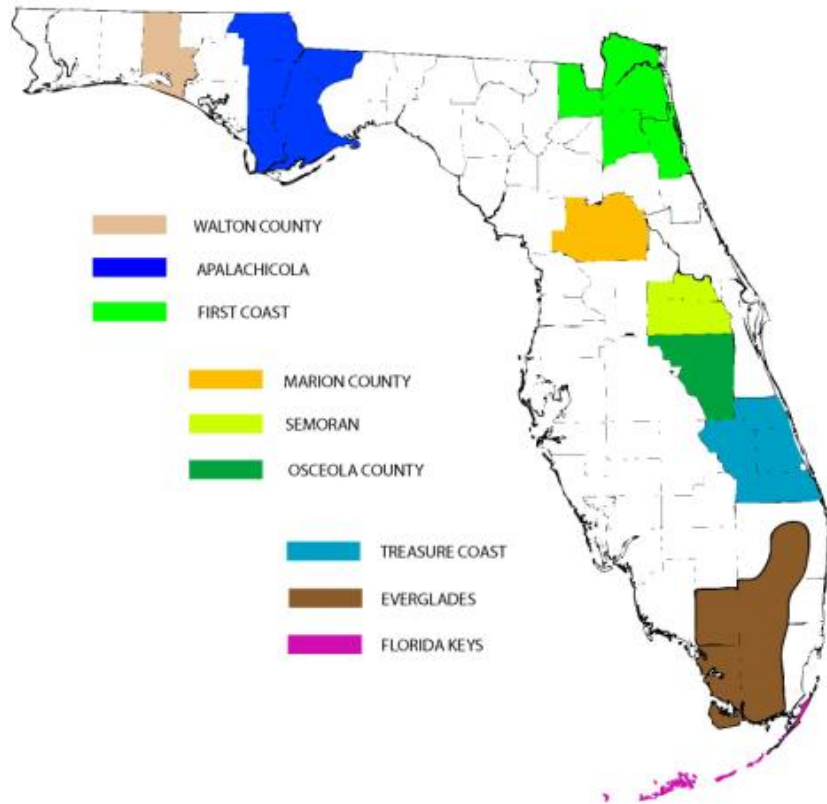 WALTON COUNTY
APALACHICOLA
FIRST COAST
MARION COUNTY
SEMORAN
OSCEOLA COUNTY
TREASURE COAST
EVERGLADES
FLORIDA KEYS